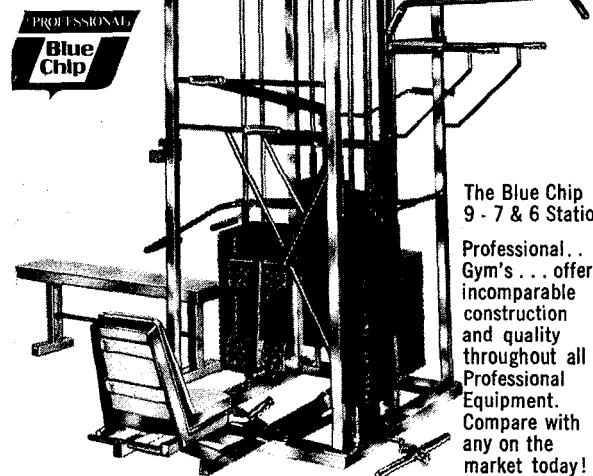 PROFESSIONAL
Blue
Chip
The Blue Chip
9 - 7 & 6 Statio
Professional . .
Gym's . . . offer
incomparable
construction
and quality
throughout all
Professional
Equipment.
Compare with
any on the
market today!